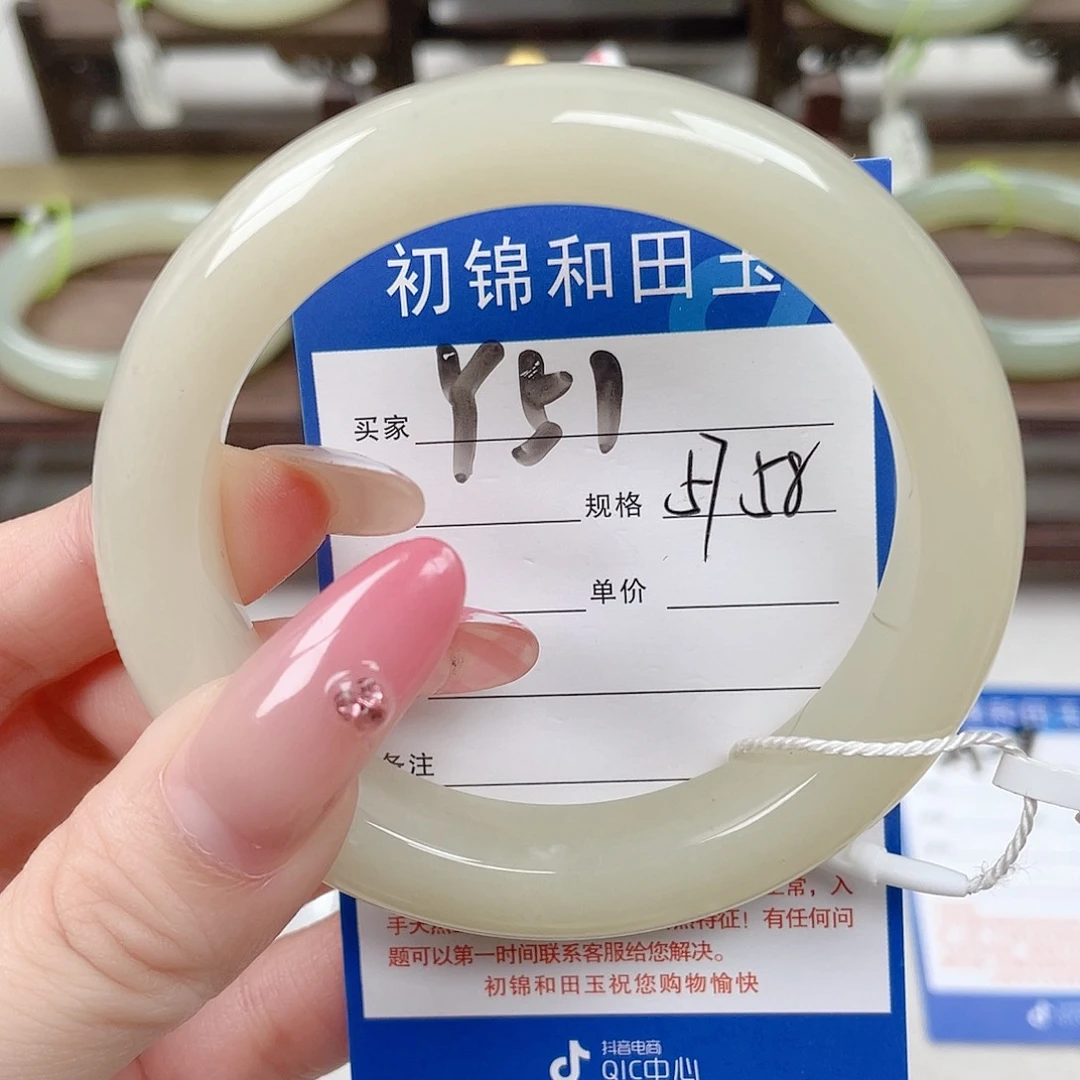 初锦和田玉
买家 Y51
规格 57 58
单价
备注
正常，入
手天然 特征！有任何问
题可以第一时间联系客服给您解决。
初锦和田玉祝您购物愉快
抖音电商
QIC中心